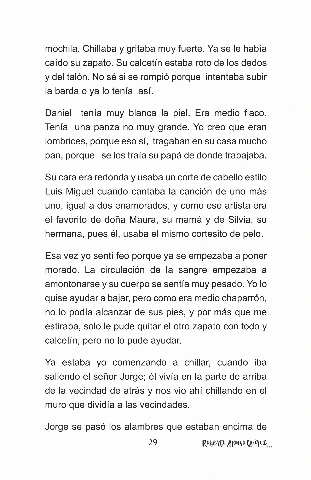 mochila. Chillaba y gritaba muy fuerte. Ya se le había
caído su zapato. Su calcetín estaba roto de los dedos
y del talón. No sé si se rompió porque intentaba subir
la barda o ya lo tenía así.
Daniel tenía muy blanca la piel. Era medio flaco.
Tenía una panza no muy grande. Yo creo que eran
lombrices, porque eso sí, tragaban en su casa mucho
pan, porque se los traía su papá de donde trabajaba.
Su cara era redonda y usaba un corte de cabello estilo
Luis Miguel cuando cantaba la canción de uno más
uno, igual a dos enamorados, y como ese artista era
el favorito de doña Maura, su mamá y de Silvia, su
hermana, pues él, usaba el mismo cortesito de pelo.
Esa vez yo sentí feo porque ya se empezaba a poner
morado. La circulación de la sangre empezaba a
amontonarse y su cuerpo se sentía muy pesado. Yo lo
quise ayudar a bajar, pero como era medio chaparrón,
no lo podía alcanzar de sus pies, y por más que me
estiraba, solo le pude quitar el otro zapato con todo y
calcetín, pero no lo pude ayudar.
Ya estaba yo comenzando a chillar, cuando iba
saliendo el señor Jorge; él vivía en la parte de arriba
de la vecindad de atrás y nos vio ahí chillando en el
muro que dividía a las vecindades.
Jorge se pasó los alambres que estaban encima de
29